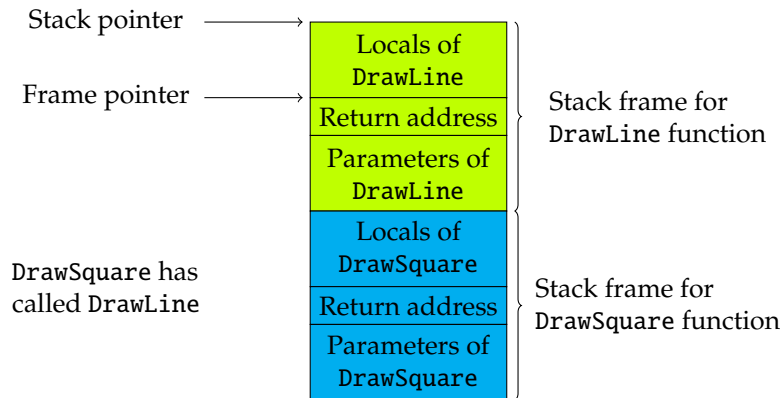 Stack pointer
Locals of
DrawLine
Frame pointer
Return address
Stack frame for
DrawLine function
Parameters of
DrawLine
Locals of
DrawSquare
DrawSquare has
called DrawLine
Return address
Stack frame for
DrawSquare function
Parameters of
DrawSquare